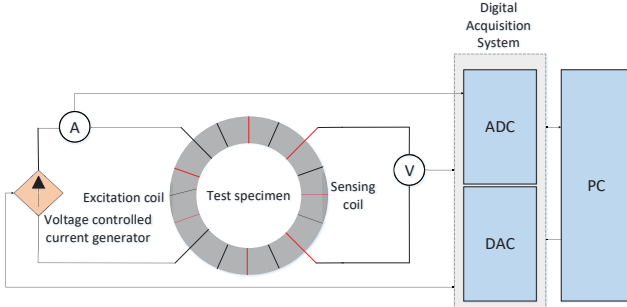 Digital
Acquisition
System
A
ADC
Excitation coil
Test specimen
Sensing
coil
V
Voltage controlled
current generator
PC
DAC